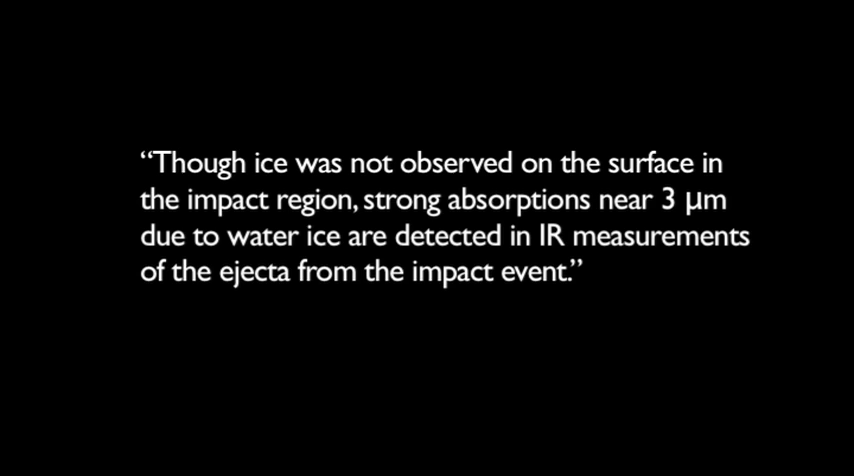 “Though ice was not observed on the surface in
the impact region, strong absorptions near 3 µm
due to water ice are detected in IR measurements
of the ejecta from the impact event.”